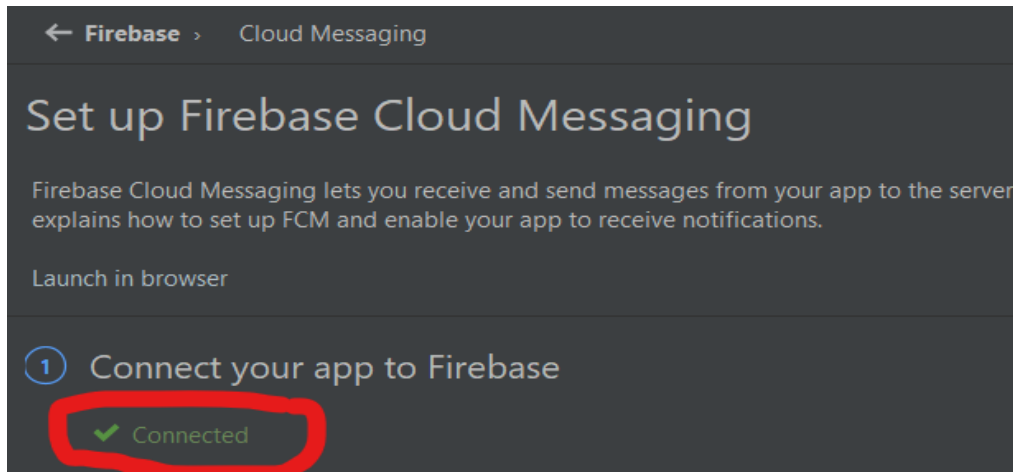 ← Firebase › Cloud Messaging
Set up Firebase Cloud Messaging
Firebase Cloud Messaging lets you receive and send messages from your app to the server
explains how to set up FCM and enable your app to receive notifications.
Launch in browser
1 Connect your app to Firebase
✔ Connected